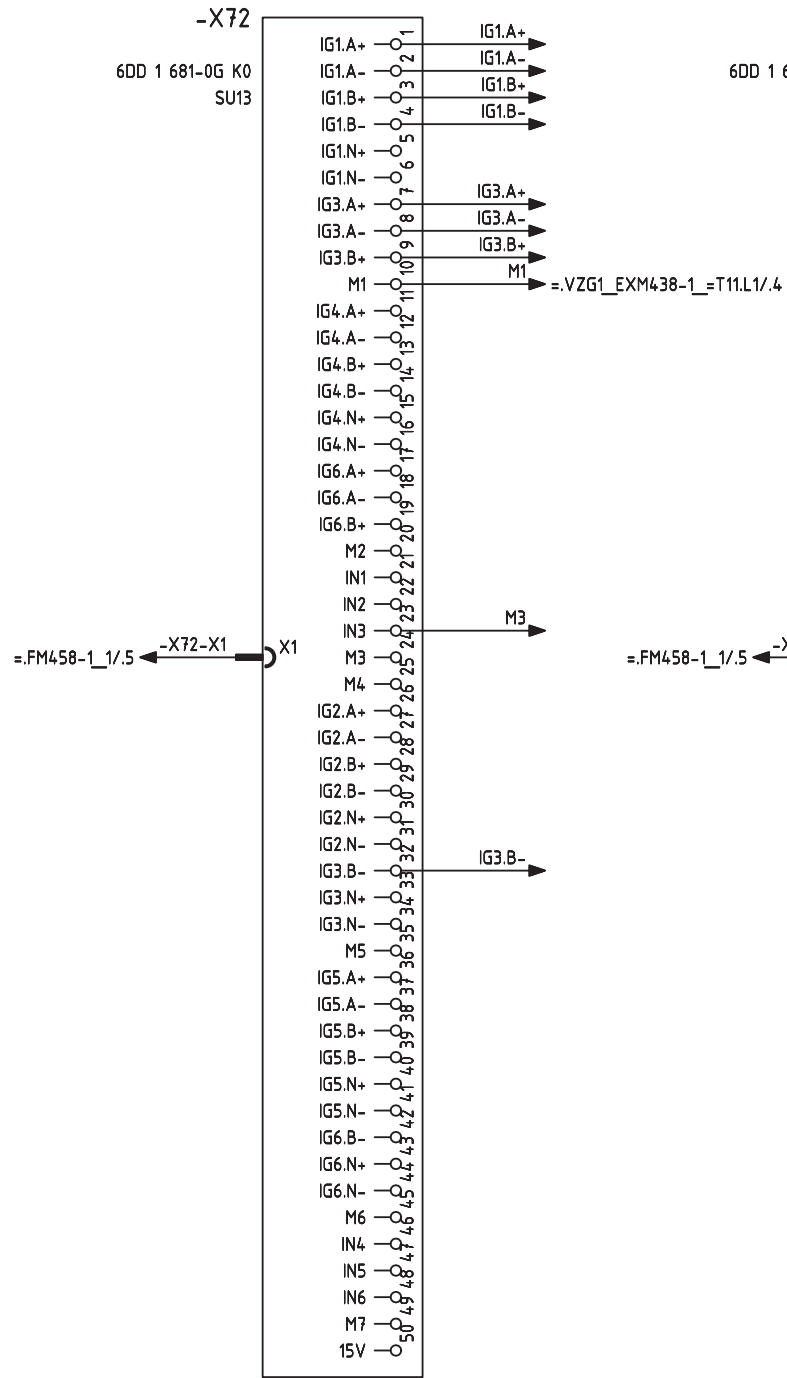 -X72
IG1.A+ 1 IG1.A+
6DD 1 681-0G K0 IG1.A- 2 IG1.A- 6DD 1 6
SU13 IG1.B+ 3 IG1.B+
IG1.B- 4 IG1.B-
IG1.N+ 5
IG1.N- 6
IG3.A+ 7 IG3.A+
IG3.A- 8 IG3.A-
IG3.B+ 9 IG3.B+
M1 10 M1 =.VZG1_EXM438-1_=T11.L1/.4
IG4.A+ 11
IG4.A- 12
IG4.B+ 13
IG4.B- 14
IG4.N+ 15
IG4.N- 16
IG6.A+ 17
IG6.A- 18
IG6.B+ 19
M2 20
IN1 21
IN2 22
IN3 23 M3
=.FM458-1_1/.5 -X72-X1 X1 M3 24 =.FM458-1_1/.5 -X
M4 25
IG2.A+ 26
IG2.A- 27
IG2.B+ 28
IG2.B- 29
IG2.N+ 30
IG2.N- 31
IG3.B- 32 IG3.B-
IG3.N+ 33
IG3.N- 34
M5 35
IG5.A+ 36
IG5.A- 37
IG5.B+ 38
IG5.B- 39
IG5.N+ 40
IG5.N- 41
IG6.B- 42
IG6.N+ 43
IG6.N- 44
M6 45
IN4 46
IN5 47
IN6 48
M7 49
15V 50